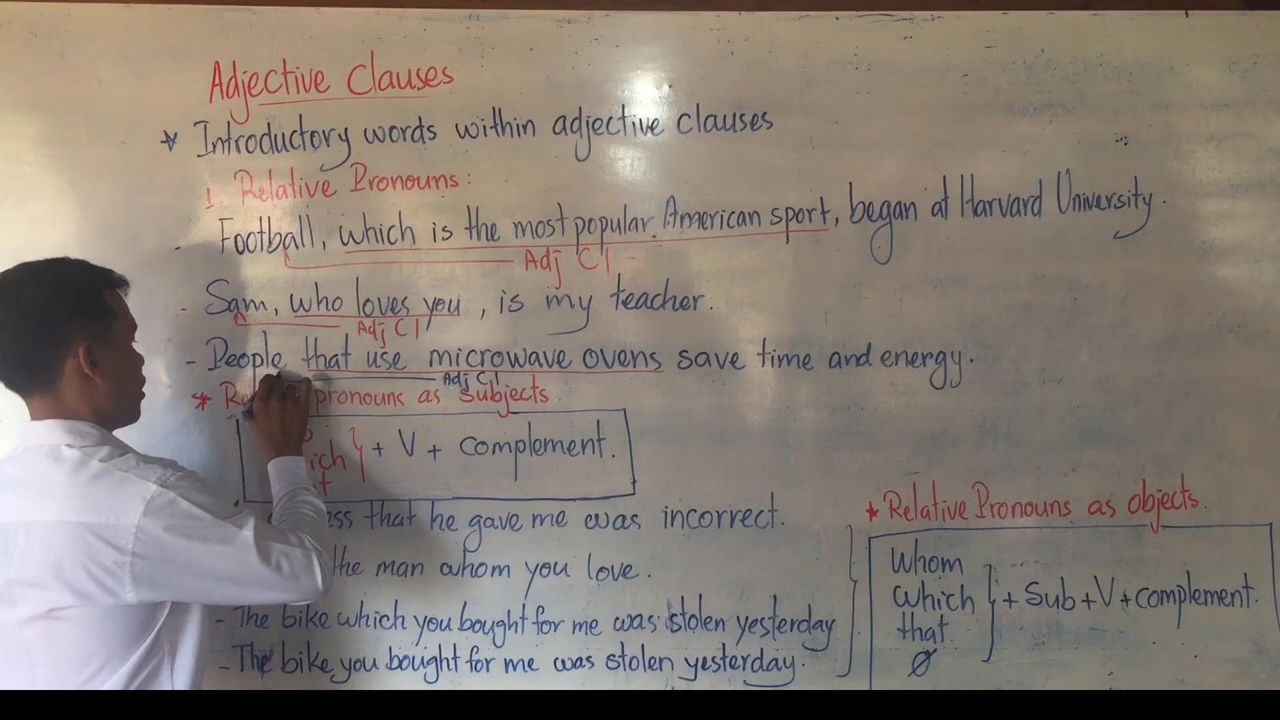 Adjective Clauses
* Introductory words within adjective clauses
1. Relative Pronouns:
- Football, which is the most popular American sport, began at Harvard University.
Adj Cl
- Sam, who loves you, is my teacher.
Adj Cl
- People that use microwave ovens save time and energy.
Adj Cl
* pronouns as subjects.
+ V + complement.
that he gave me was incorrect.
the man whom you love.
- The bike which you bought for me was stolen yesterday
- The bike you bought for me was stolen yesterday.
* Relative Pronouns as objects.
Whom
which
that
Ø
} + Sub + V + complement.